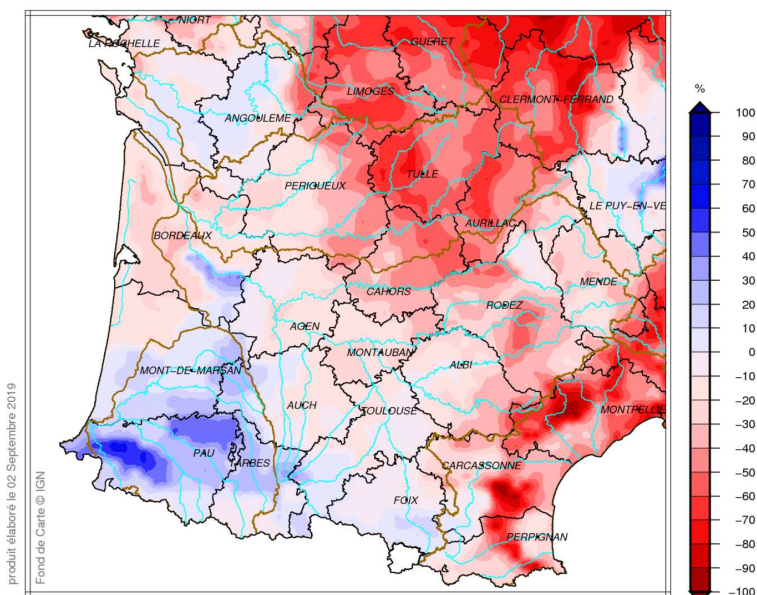 NIORT
LA ROCHELLE
GUERET
LIMOGES
CLERMONT-FERRAND
ANGOULEME
TULLE
PERIGUEUX
LE PUY-EN-VE
AURILLAC
BORDEAUX
MENDE
CAHORS
RODEZ
AGEN
MONTAUBAN
ALBI
MONT-DE-MARSAN
AUCH
TOULOUSE
MONTPELLIE
PAU
TARBES
CARCASSONNE
FOIX
PERPIGNAN
%
100
90
80
70
60
50
40
30
20
10
0
-10
-20
-30
-40
-50
-60
-70
-80
-90
-100
produit élaboré le 02 Septembre 2019
Fond de Carte © IGN